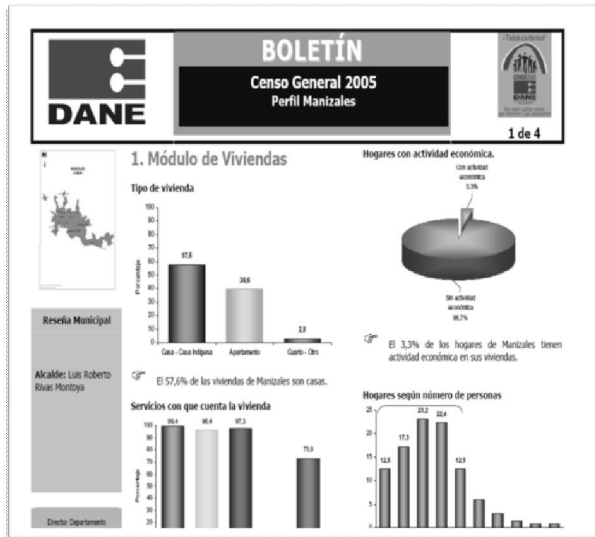 DANE
BOLETÍN
Censo General 2005
Perfil Manizales
¡Todos contamos!
DANE
1 de 4
1. Módulo de Viviendas
Tipo de vivienda
Porcentaje
100
90
80
70
60
50
40
30
20
10
0
57,6
39,6
2,8
Casa - Casa Indígena
Apartamento
Cuarto - Otro
El 57,6% de las viviendas de Manizales son casas.
Servicios con que cuenta la vivienda
Porcentaje
100
90
80
70
60
50
40
30
20
99,4
96,4
97,3
73,0
Reseña Municipal
Alcalde: Luis Roberto
Rivas Montoya
Director Departamento
Hogares con actividad económica.
Con actividad
económica
3,3%
Sin actividad
económica
96,7%
El 3,3% de los hogares de Manizales tienen
actividad económica en sus viviendas.
Hogares según número de personas
25
20
15
10
5
0
12,5
17,3
23,2
22,4
12,5